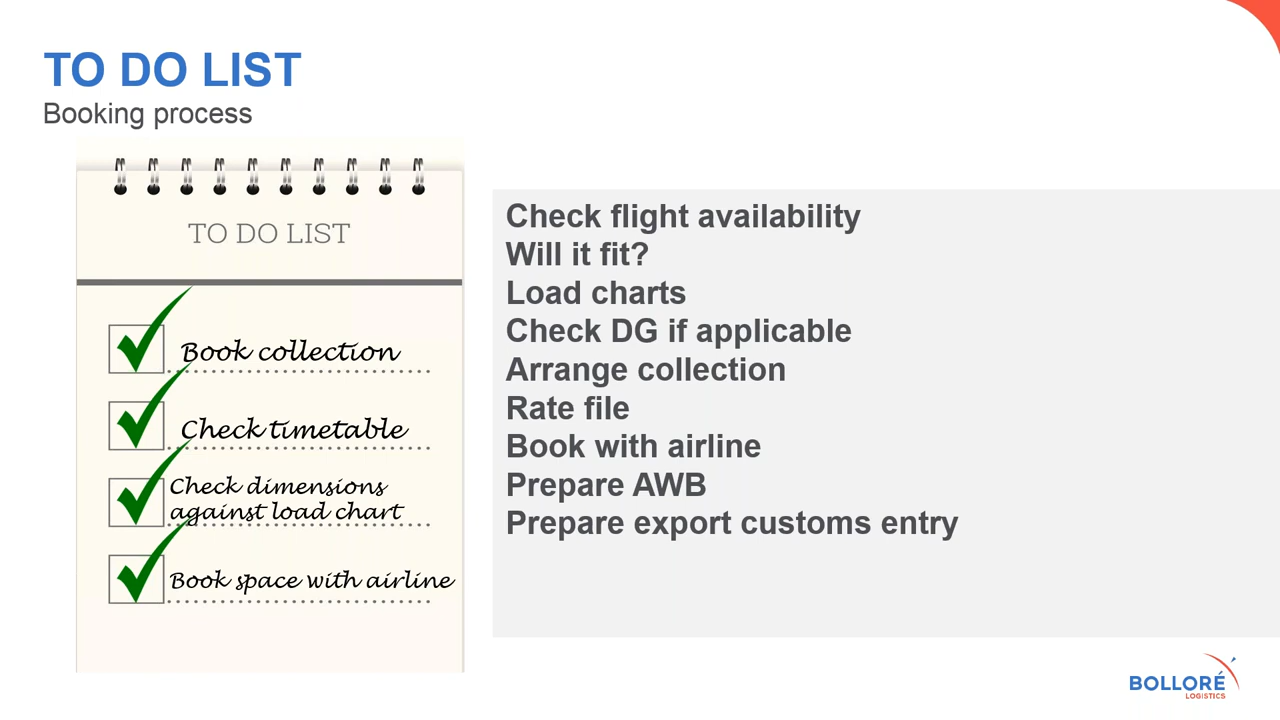 TO DO LIST
Booking process
TO DO LIST
Book collection
Check timetable
Check dimensions
against load chart
Book space with airline
Check flight availability
Will it fit?
Load charts
Check DG if applicable
Arrange collection
Rate file
Book with airline
Prepare AWB
Prepare export customs entry
BOLLORÉ
LOGISTICS